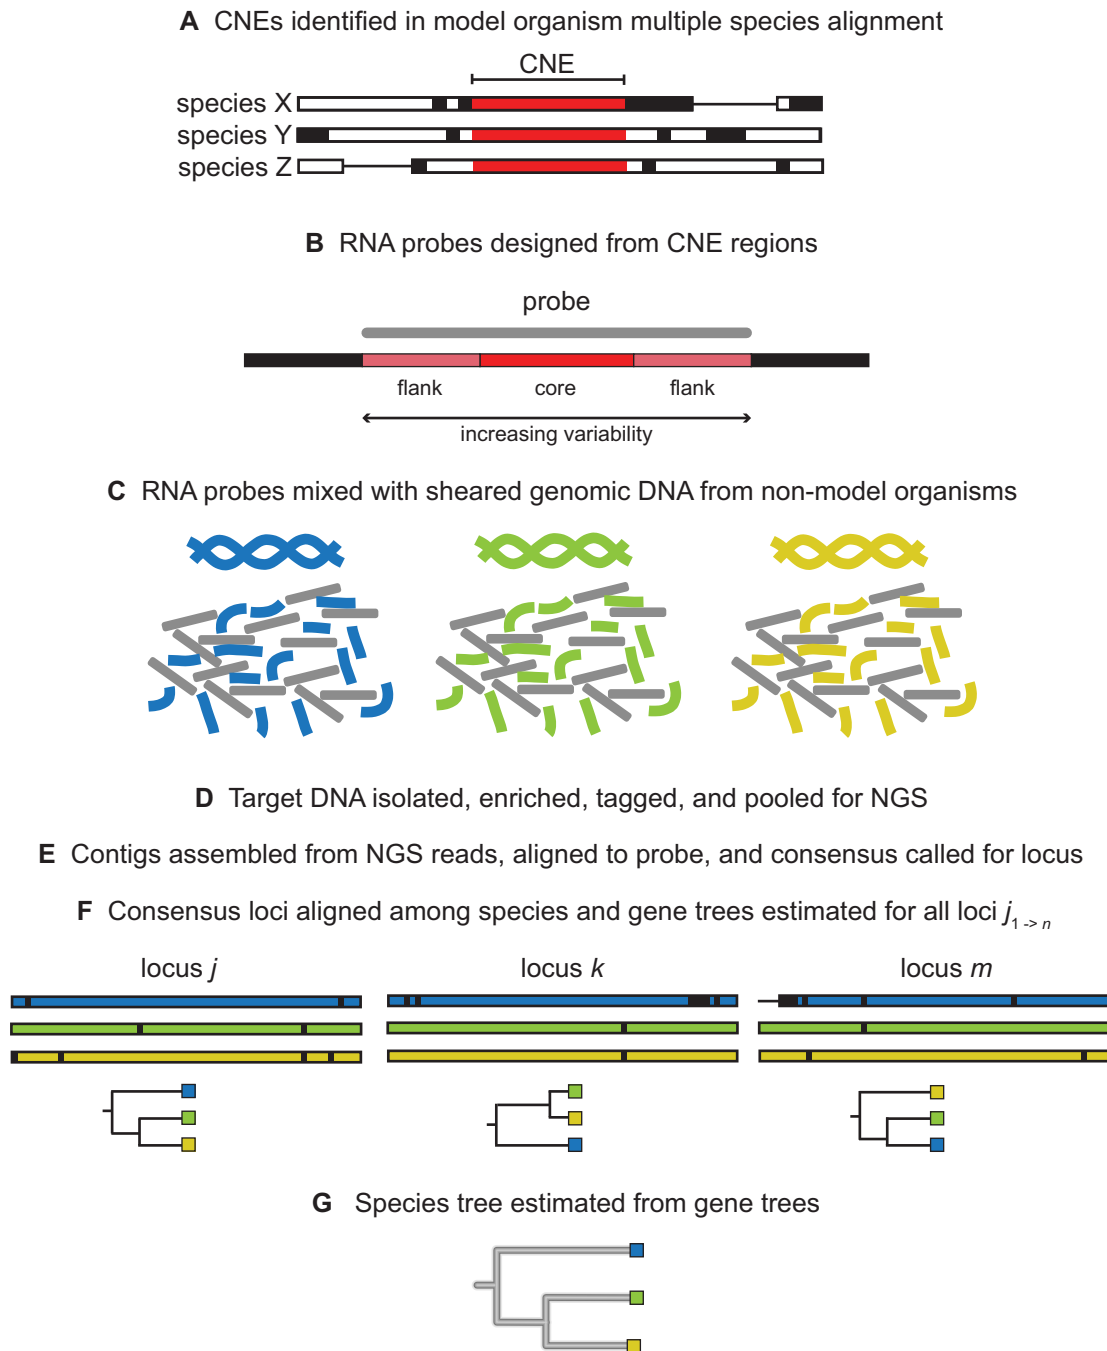 A CNEs identified in model organism multiple species alignment
CNE
species X
species Y
species Z
B RNA probes designed from CNE regions
probe
flank core flank
increasing variability
C RNA probes mixed with sheared genomic DNA from non-model organisms
D Target DNA isolated, enriched, tagged, and pooled for NGS
E Contigs assembled from NGS reads, aligned to probe, and consensus called for locus
F Consensus loci aligned among species and gene trees estimated for all loci j1 -> n
locus j locus k locus m
G Species tree estimated from gene trees